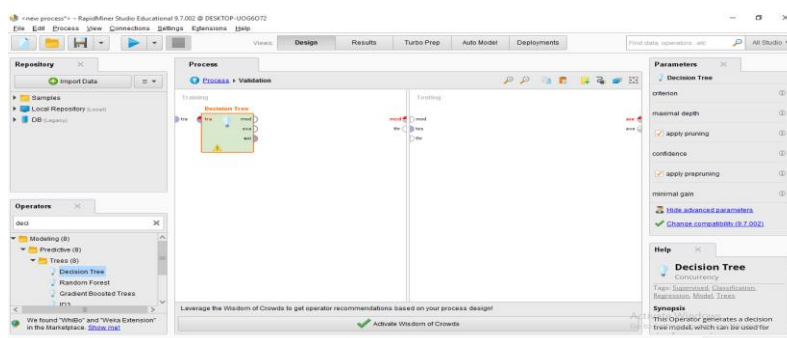 <new process*> – RapidMiner Studio Educational 9.7.002 @ DESKTOP-UOG6O72
File Edit Process View Connections Settings Extensions Help
Views: Design Results Turbo Prep Auto Model Deployments
Find data, operators...etc All Studio
Repository
Import Data
Samples
Local Repository (Local)
DB (Legacy)
Operators
deci
Modeling (8)
Predictive (8)
Trees (8)
Decision Tree
Random Forest
Gradient Boosted Trees
ID3
We found "WhiBo" and "Weka Extension"
in the Marketplace. Show me!
Process
Process Validation
Training
Testing
Decision Tree
tra tra mod mod mod ave
exa thr tes ave
wei thr
Leverage the Wisdom of Crowds to get operator recommendations based on your process design!
Activate Wisdom of Crowds
Parameters
Decision Tree
criterion
maximal depth
apply pruning
confidence
apply prepruning
minimal gain
Hide advanced parameters
Change compatibility (9.7.002)
Help
Decision Tree
Concurrency
Tags: Supervised, Classification,
Regression, Model, Trees
Synopsis
This Operator generates a decision
tree model, which can be used for